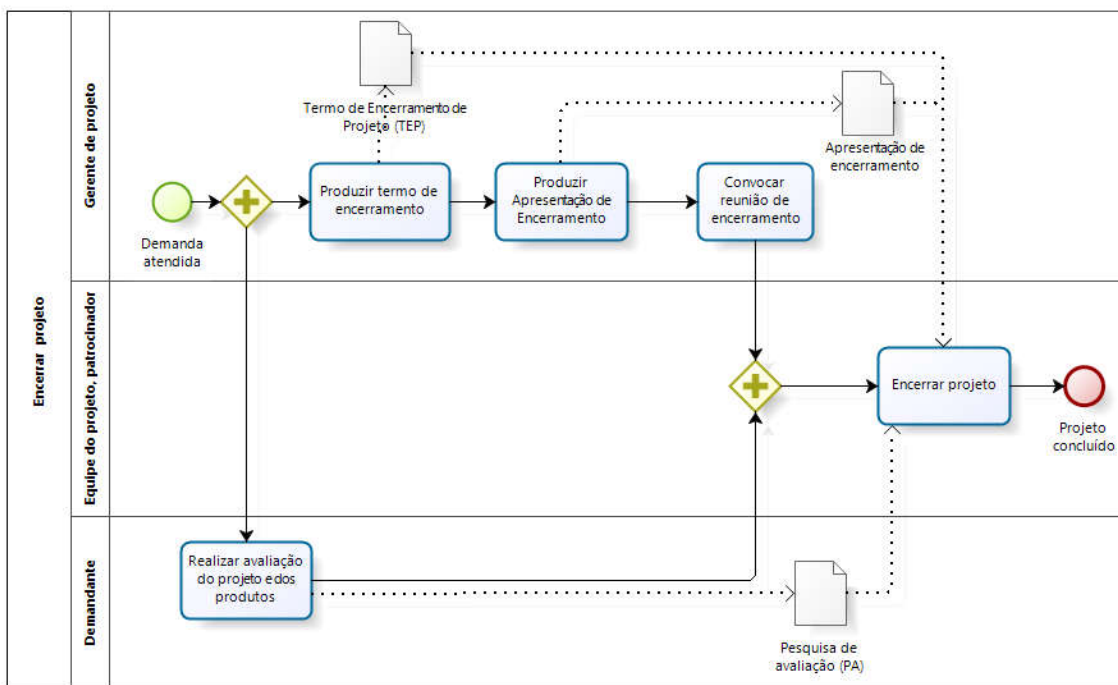 Encerrar projeto
Gerente de projeto
Demanda
atendida
Termo de Encerramento de
Projeto (TEP)
Produzir termo de
encerramento
Produzir
Apresentação de
Encerramento
Convocar
reunião de
encerramento
Apresentação de
encerramento
Equipe do projeto, patrocinador
Encerrar projeto
Projeto
concluído
Demandante
Realizar avaliação
do projeto e dos
produtos
Pesquisa de
avaliação (PA)